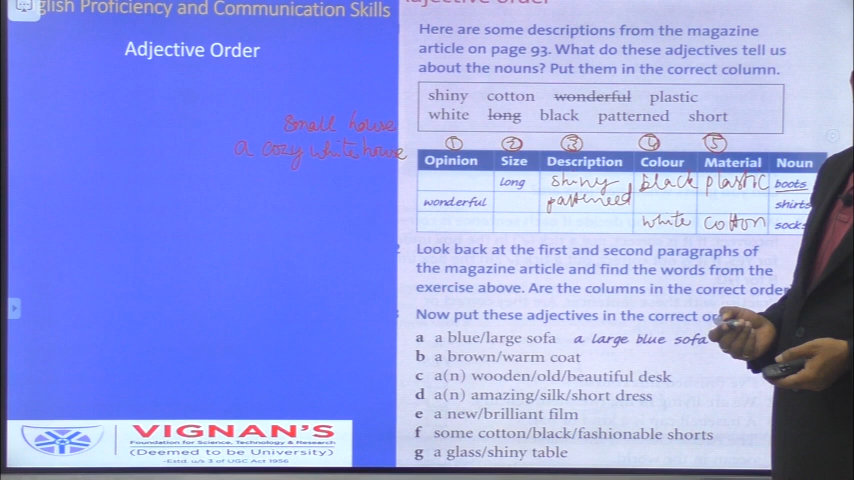 glish Proficiency and Communication Skills
Adjective Order
small house
a cozy white house
Adjective order
Here are some descriptions from the magazine
article on page 93. What do these adjectives tell us
about the nouns? Put them in the correct column.
shiny cotton wonderful plastic
white long black patterned short
1 2 3 4 5
Opinion Size Description Colour Material Noun
long shiny black plastic boots
wonderful patterned shirts
white cotton socks
2 Look back at the first and second paragraphs of
the magazine article and find the words from the
exercise above. Are the columns in the correct order
3 Now put these adjectives in the correct or
a a blue/large sofa a large blue sofa
b a brown/warm coat
c a(n) wooden/old/beautiful desk
d a(n) amazing/silk/short dress
e a new/brilliant film
f some cotton/black/fashionable shorts
g a glass/shiny table
VIGNAN'S
Foundation for Science, Technology & Research
(Deemed to be University)
-Estd. u/s 3 of UGC Act 1956